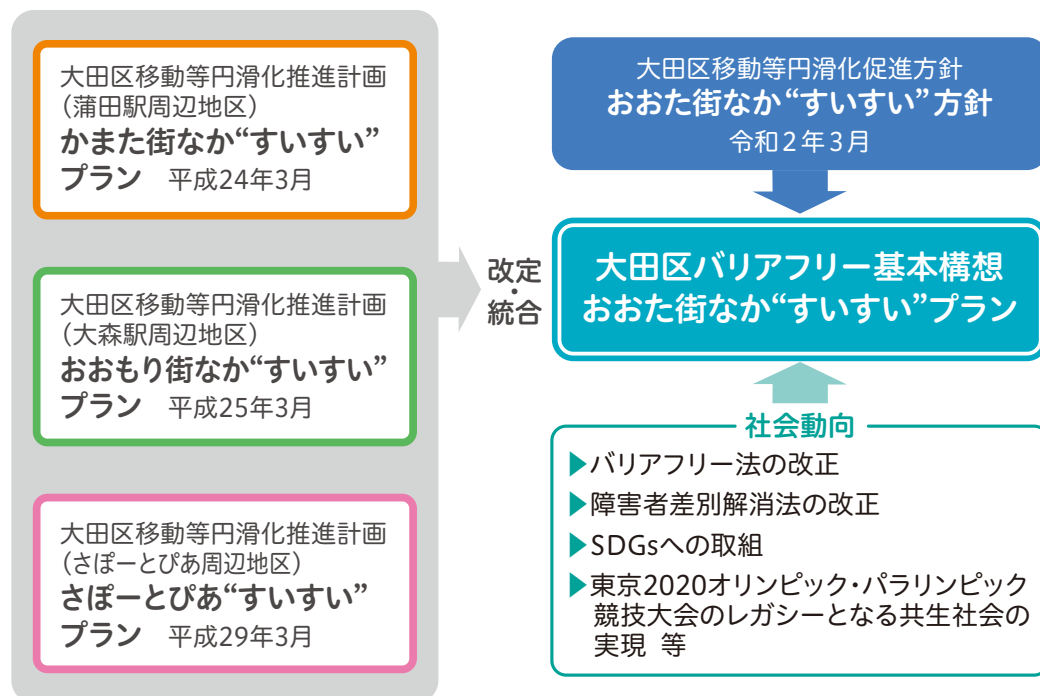 大田区移動等円滑化推進計画
（蒲田駅周辺地区）
かまた街なか“すいすい”
プラン　平成24年3月
大田区移動等円滑化推進計画
（大森駅周辺地区）
おおもり街なか“すいすい”
プラン　平成25年3月
大田区移動等円滑化推進計画
（さぽーとぴあ周辺地区）
さぽーとぴあ“すいすい”
プラン　平成29年3月
改定
・
統合
大田区移動等円滑化促進方針
おおた街なか“すいすい”方針
令和2年3月
大田区バリアフリー基本構想
おおた街なか“すいすい”プラン
社会動向
▶バリアフリー法の改正
▶障害者差別解消法の改正
▶SDGsへの取組
▶東京2020オリンピック・パラリンピック
競技大会のレガシーとなる共生社会の
実現 等